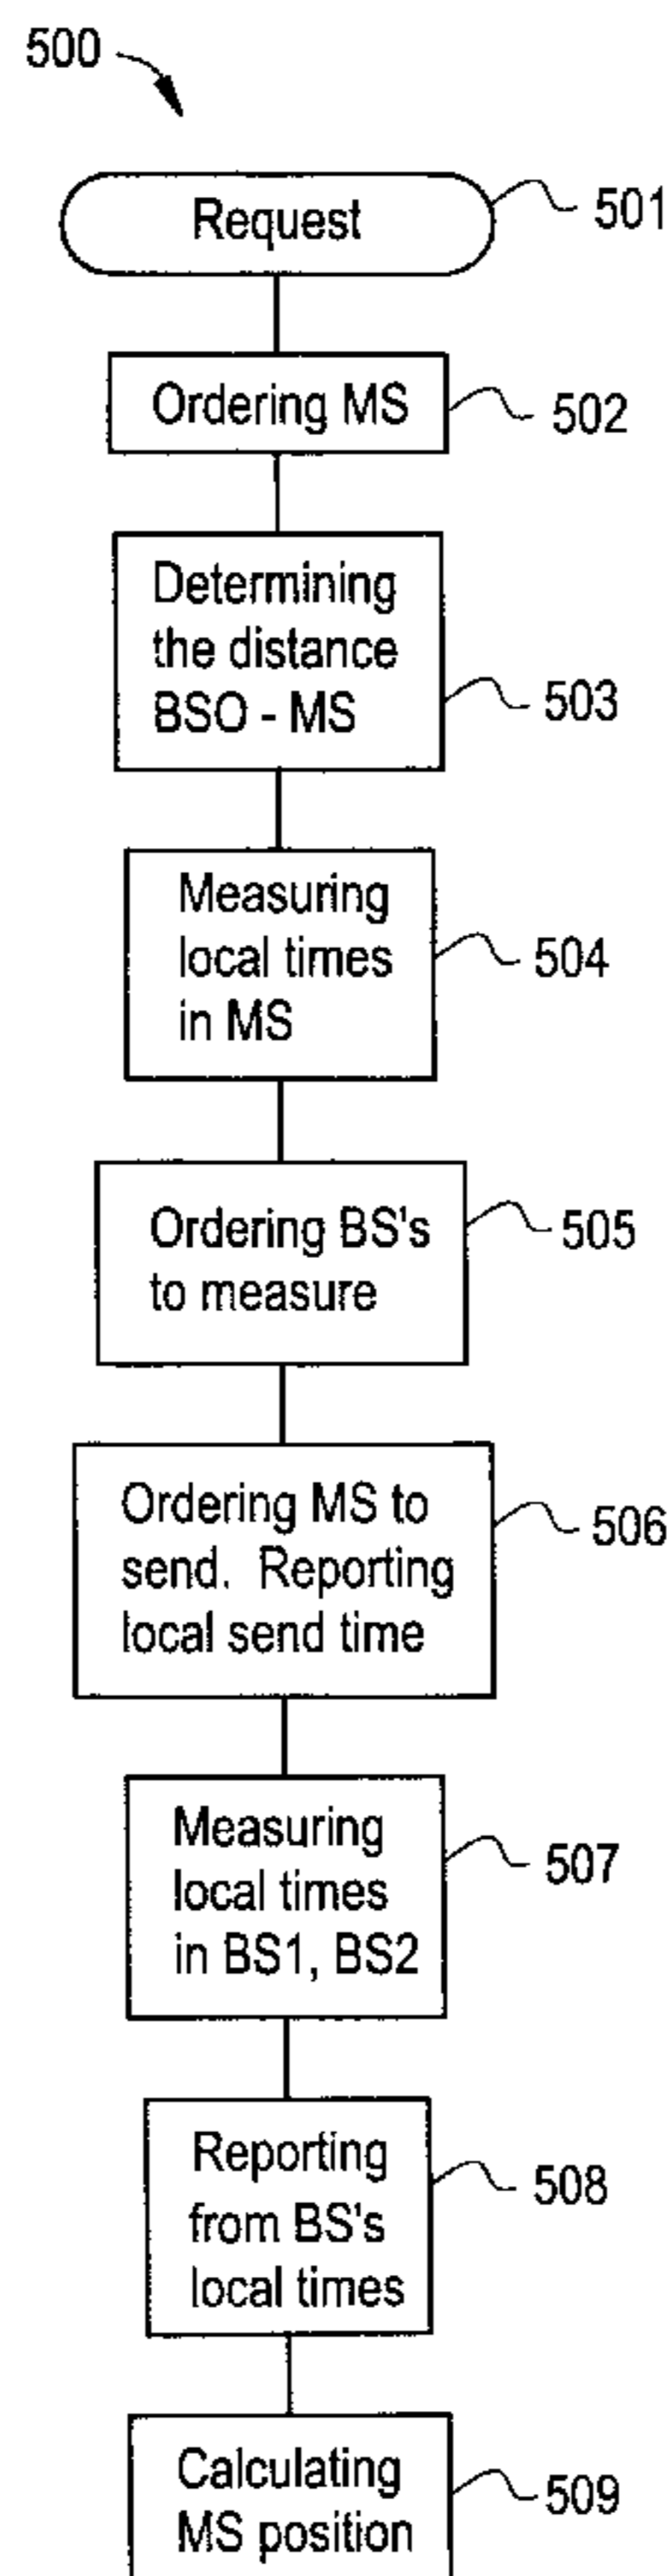 500
Request
501
Ordering MS
502
Determining
the distance
BSO - MS
503
Measuring
local times
in MS
504
Ordering BS's
to measure
505
Ordering MS to
send. Reporting
local send time
506
Measuring
local times
in BS1, BS2
507
Reporting
from BS's
local times
508
Calculating
MS position
509